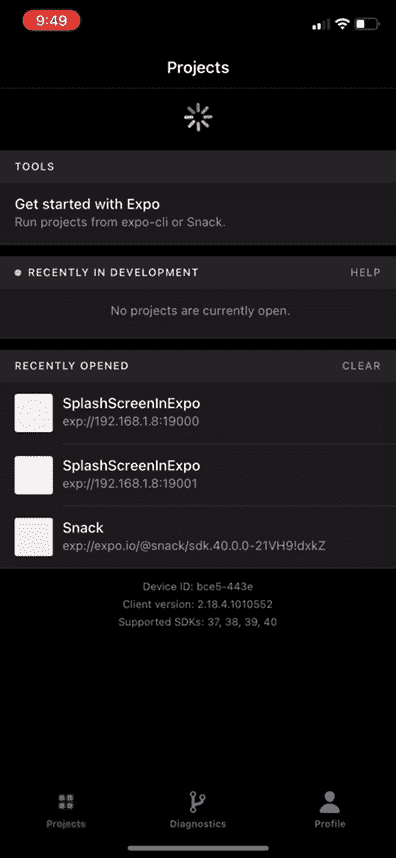 9:49
Projects
TOOLS
Get started with Expo
Run projects from expo-cli or Snack.
RECENTLY IN DEVELOPMENT HELP
No projects are currently open.
RECENTLY OPENED CLEAR
SplashScreenInExpo
exp://192.168.1.8:19000
SplashScreenInExpo
exp://192.168.1.8:19001
Snack
exp://expo.io/@snack/sdk.40.0.0-21VH9!dxkZ
Device ID: bce5-443e
Client version: 2.18.4.1010552
Supported SDKs: 37, 38, 39, 40
Projects Diagnostics Profile